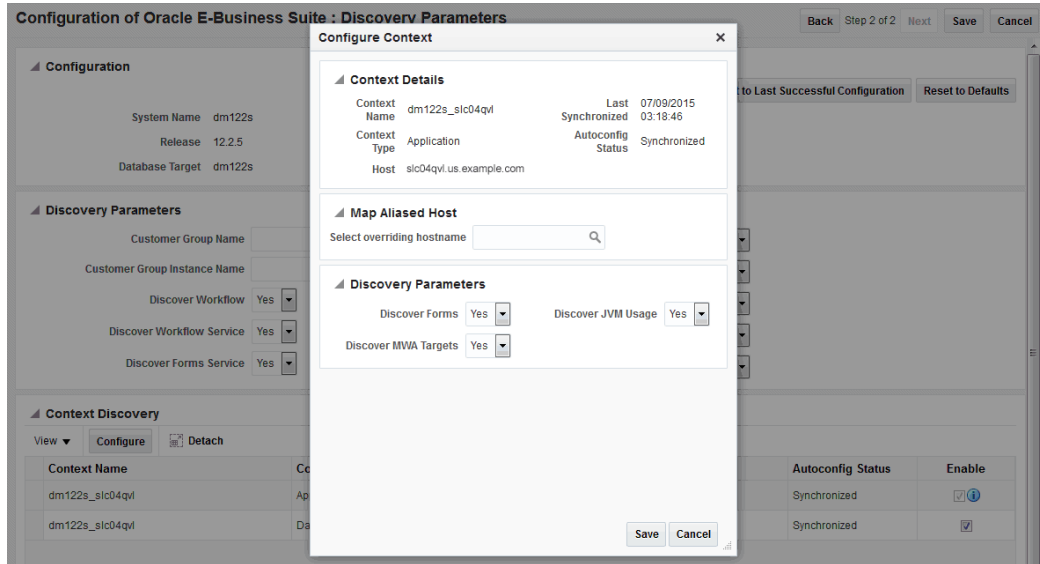 Configuration of Oracle E-Business Suite : Discovery Parameters
Back Step 2 of 2 Next Save Cancel
Configure Context
Configuration
to Last Successful Configuration Reset to Defaults
System Name dm122s
Release 12.2.5
Database Target dm122s
Context Details
Context Name dm122s_slc04qvl
Last Synchronized 07/09/2015 03:18:46
Context Type Application
Autoconfig Status Synchronized
Host slc04qvl.us.example.com
Discovery Parameters
Customer Group Name
Customer Group Instance Name
Discover Workflow Yes
Discover Workflow Service Yes
Discover Forms Service Yes
Map Aliased Host
Select overriding hostname
Discovery Parameters
Discover Forms Yes
Discover JVM Usage Yes
Discover MWA Targets Yes
Context Discovery
View Configure Detach
Context Name Autoconfig Status Enable
dm122s_slc04qvl Synchronized
dm122s_slc04qvl Synchronized
Save Cancel